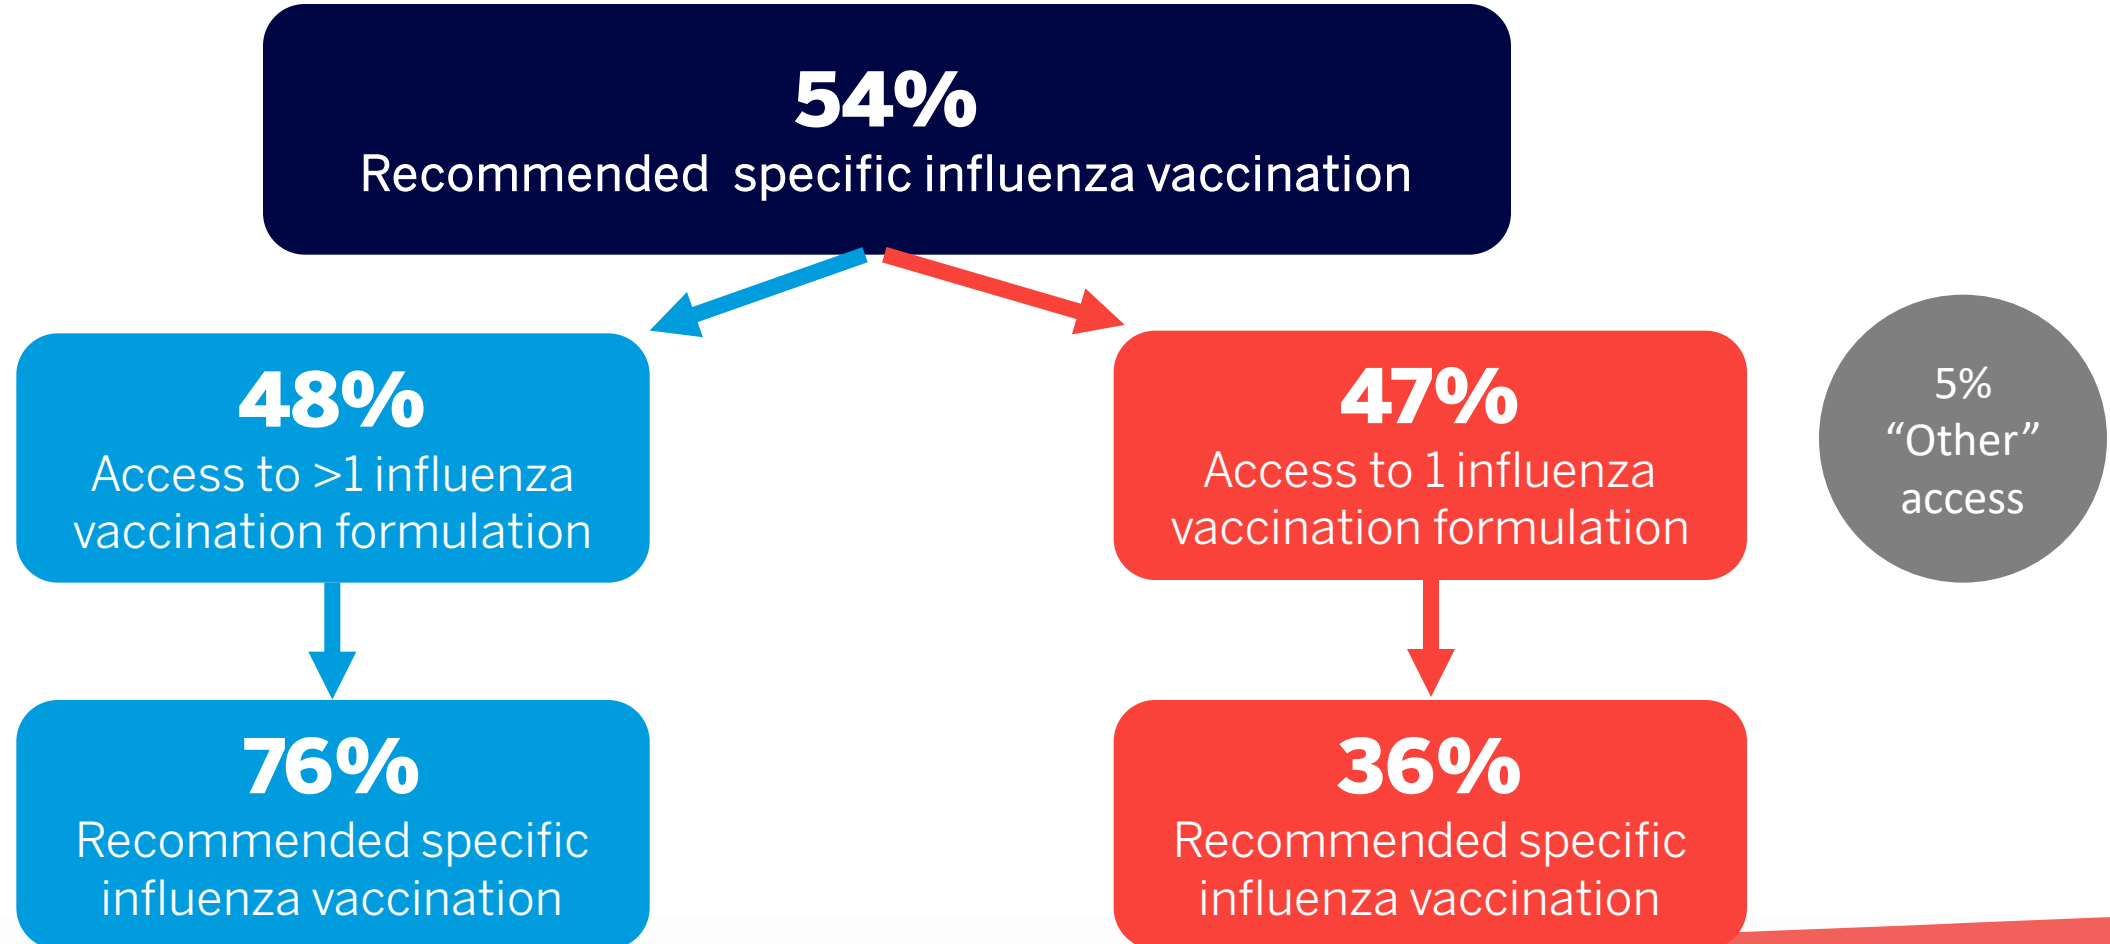 54%
Recommended  specific influenza vaccination
48%
Access to >1 influenza
vaccination formulation
47%
Access to 1 influenza
vaccination formulation
5%
“Other”
access
76%
Recommended specific
influenza vaccination
36%
Recommended specific
influenza vaccination